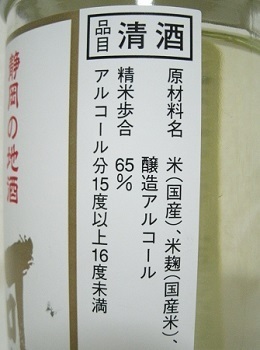 品目 清酒
原材料名 米(国産)、米麹(国産米)、
醸造アルコール
精米歩合 65%
アルコール分15度以上16度未満
静岡の地酒